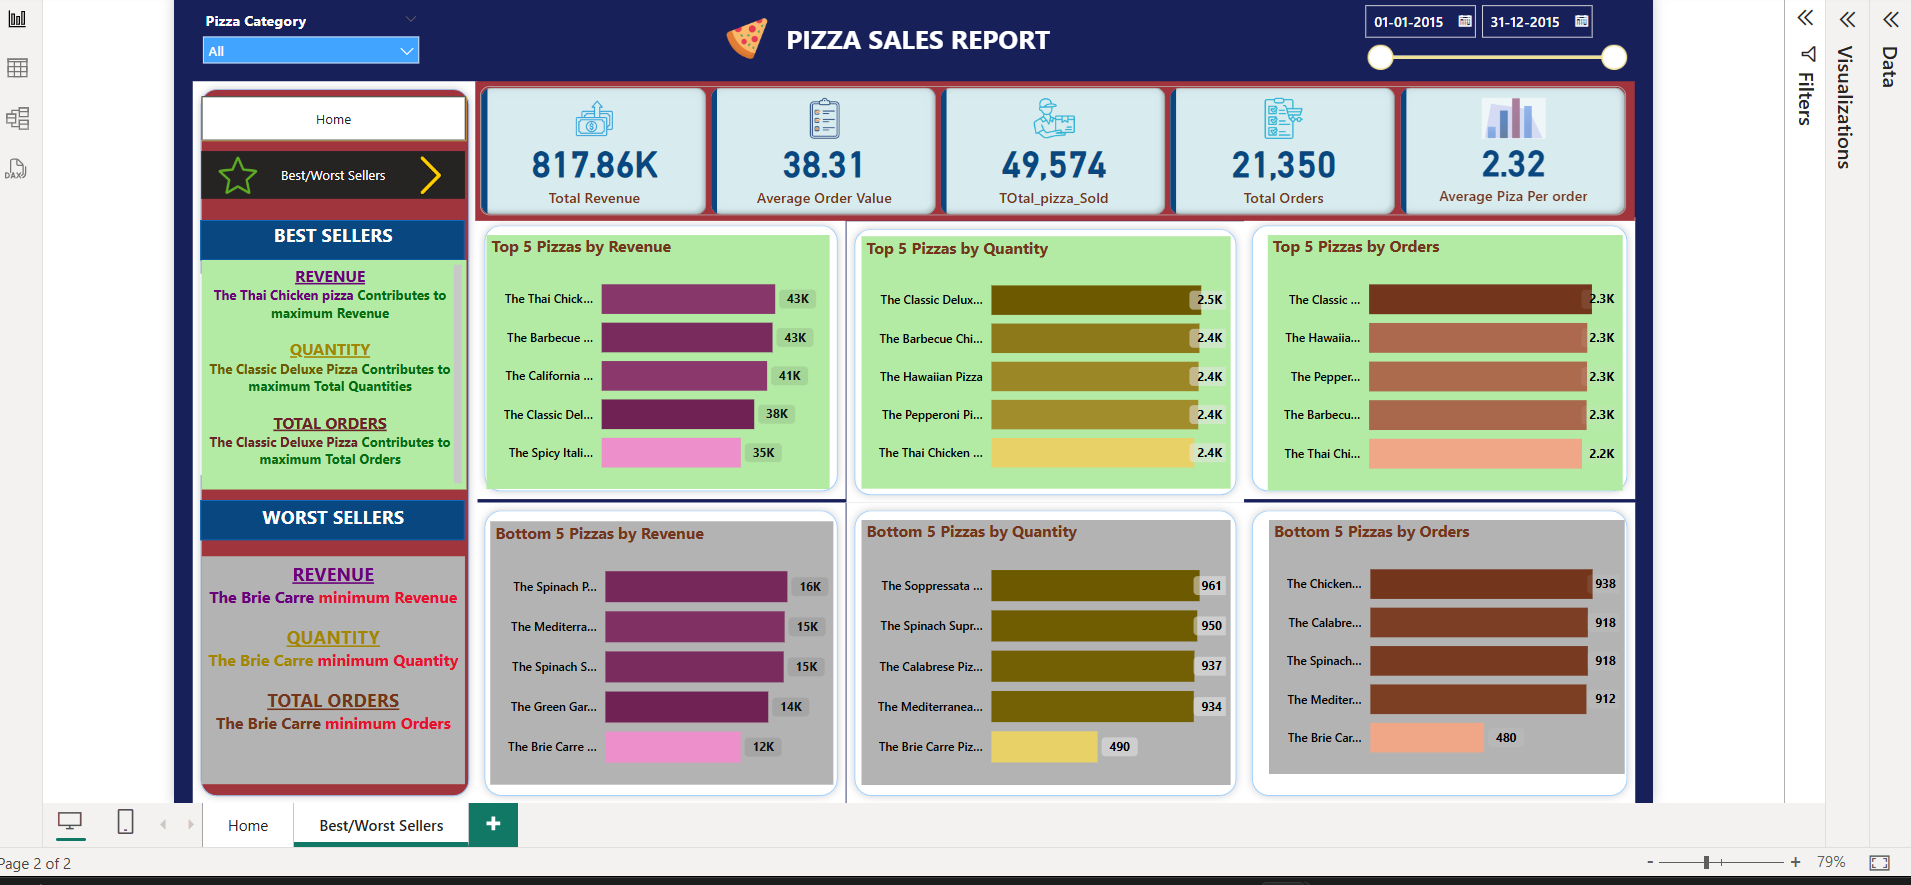 Pizza Category
All
PIZZA SALES REPORT
01-01-2015
31-12-2015
Filters
Visualizations
Data
DAX
Home
Best/Worst Sellers
817.86K
Total Revenue
38.31
Average Order Value
49,574
TOtal_pizza_Sold
21,350
Total Orders
2.32
Average Piza Per order
BEST SELLERS
REVENUE
The Thai Chicken pizza Contributes to
maximum Revenue
QUANTITY
The Classic Deluxe Pizza Contributes to
maximum Total Quantities
TOTAL ORDERS
The Classic Deluxe Pizza Contributes to
maximum Total Orders
WORST SELLERS
REVENUE
The Brie Carre minimum Revenue
QUANTITY
The Brie Carre minimum Quantity
TOTAL ORDERS
The Brie Carre minimum Orders
Top 5 Pizzas by Revenue
The Thai Chick... 43K
The Barbecue ... 43K
The California ... 41K
The Classic Del... 38K
The Spicy Itali... 35K
Top 5 Pizzas by Quantity
The Classic Delux... 2.5K
The Barbecue Chi... 2.4K
The Hawaiian Pizza 2.4K
The Pepperoni Pi... 2.4K
The Thai Chicken ... 2.4K
Top 5 Pizzas by Orders
The Classic ... 2.3K
The Hawaiia... 2.3K
The Pepper... 2.3K
The Barbecu... 2.3K
The Thai Chi... 2.2K
Bottom 5 Pizzas by Revenue
The Spinach P... 16K
The Mediterra... 15K
The Spinach S... 15K
The Green Gar... 14K
The Brie Carre ... 12K
Bottom 5 Pizzas by Quantity
The Soppressata ... 961
The Spinach Supr... 950
The Calabrese Piz... 937
The Mediterranea... 934
The Brie Carre Piz... 490
Bottom 5 Pizzas by Orders
The Chicken... 938
The Calabre... 918
The Spinach... 918
The Mediter... 912
The Brie Car... 480
Home
Best/Worst Sellers
+
Page 2 of 2
- + 79%